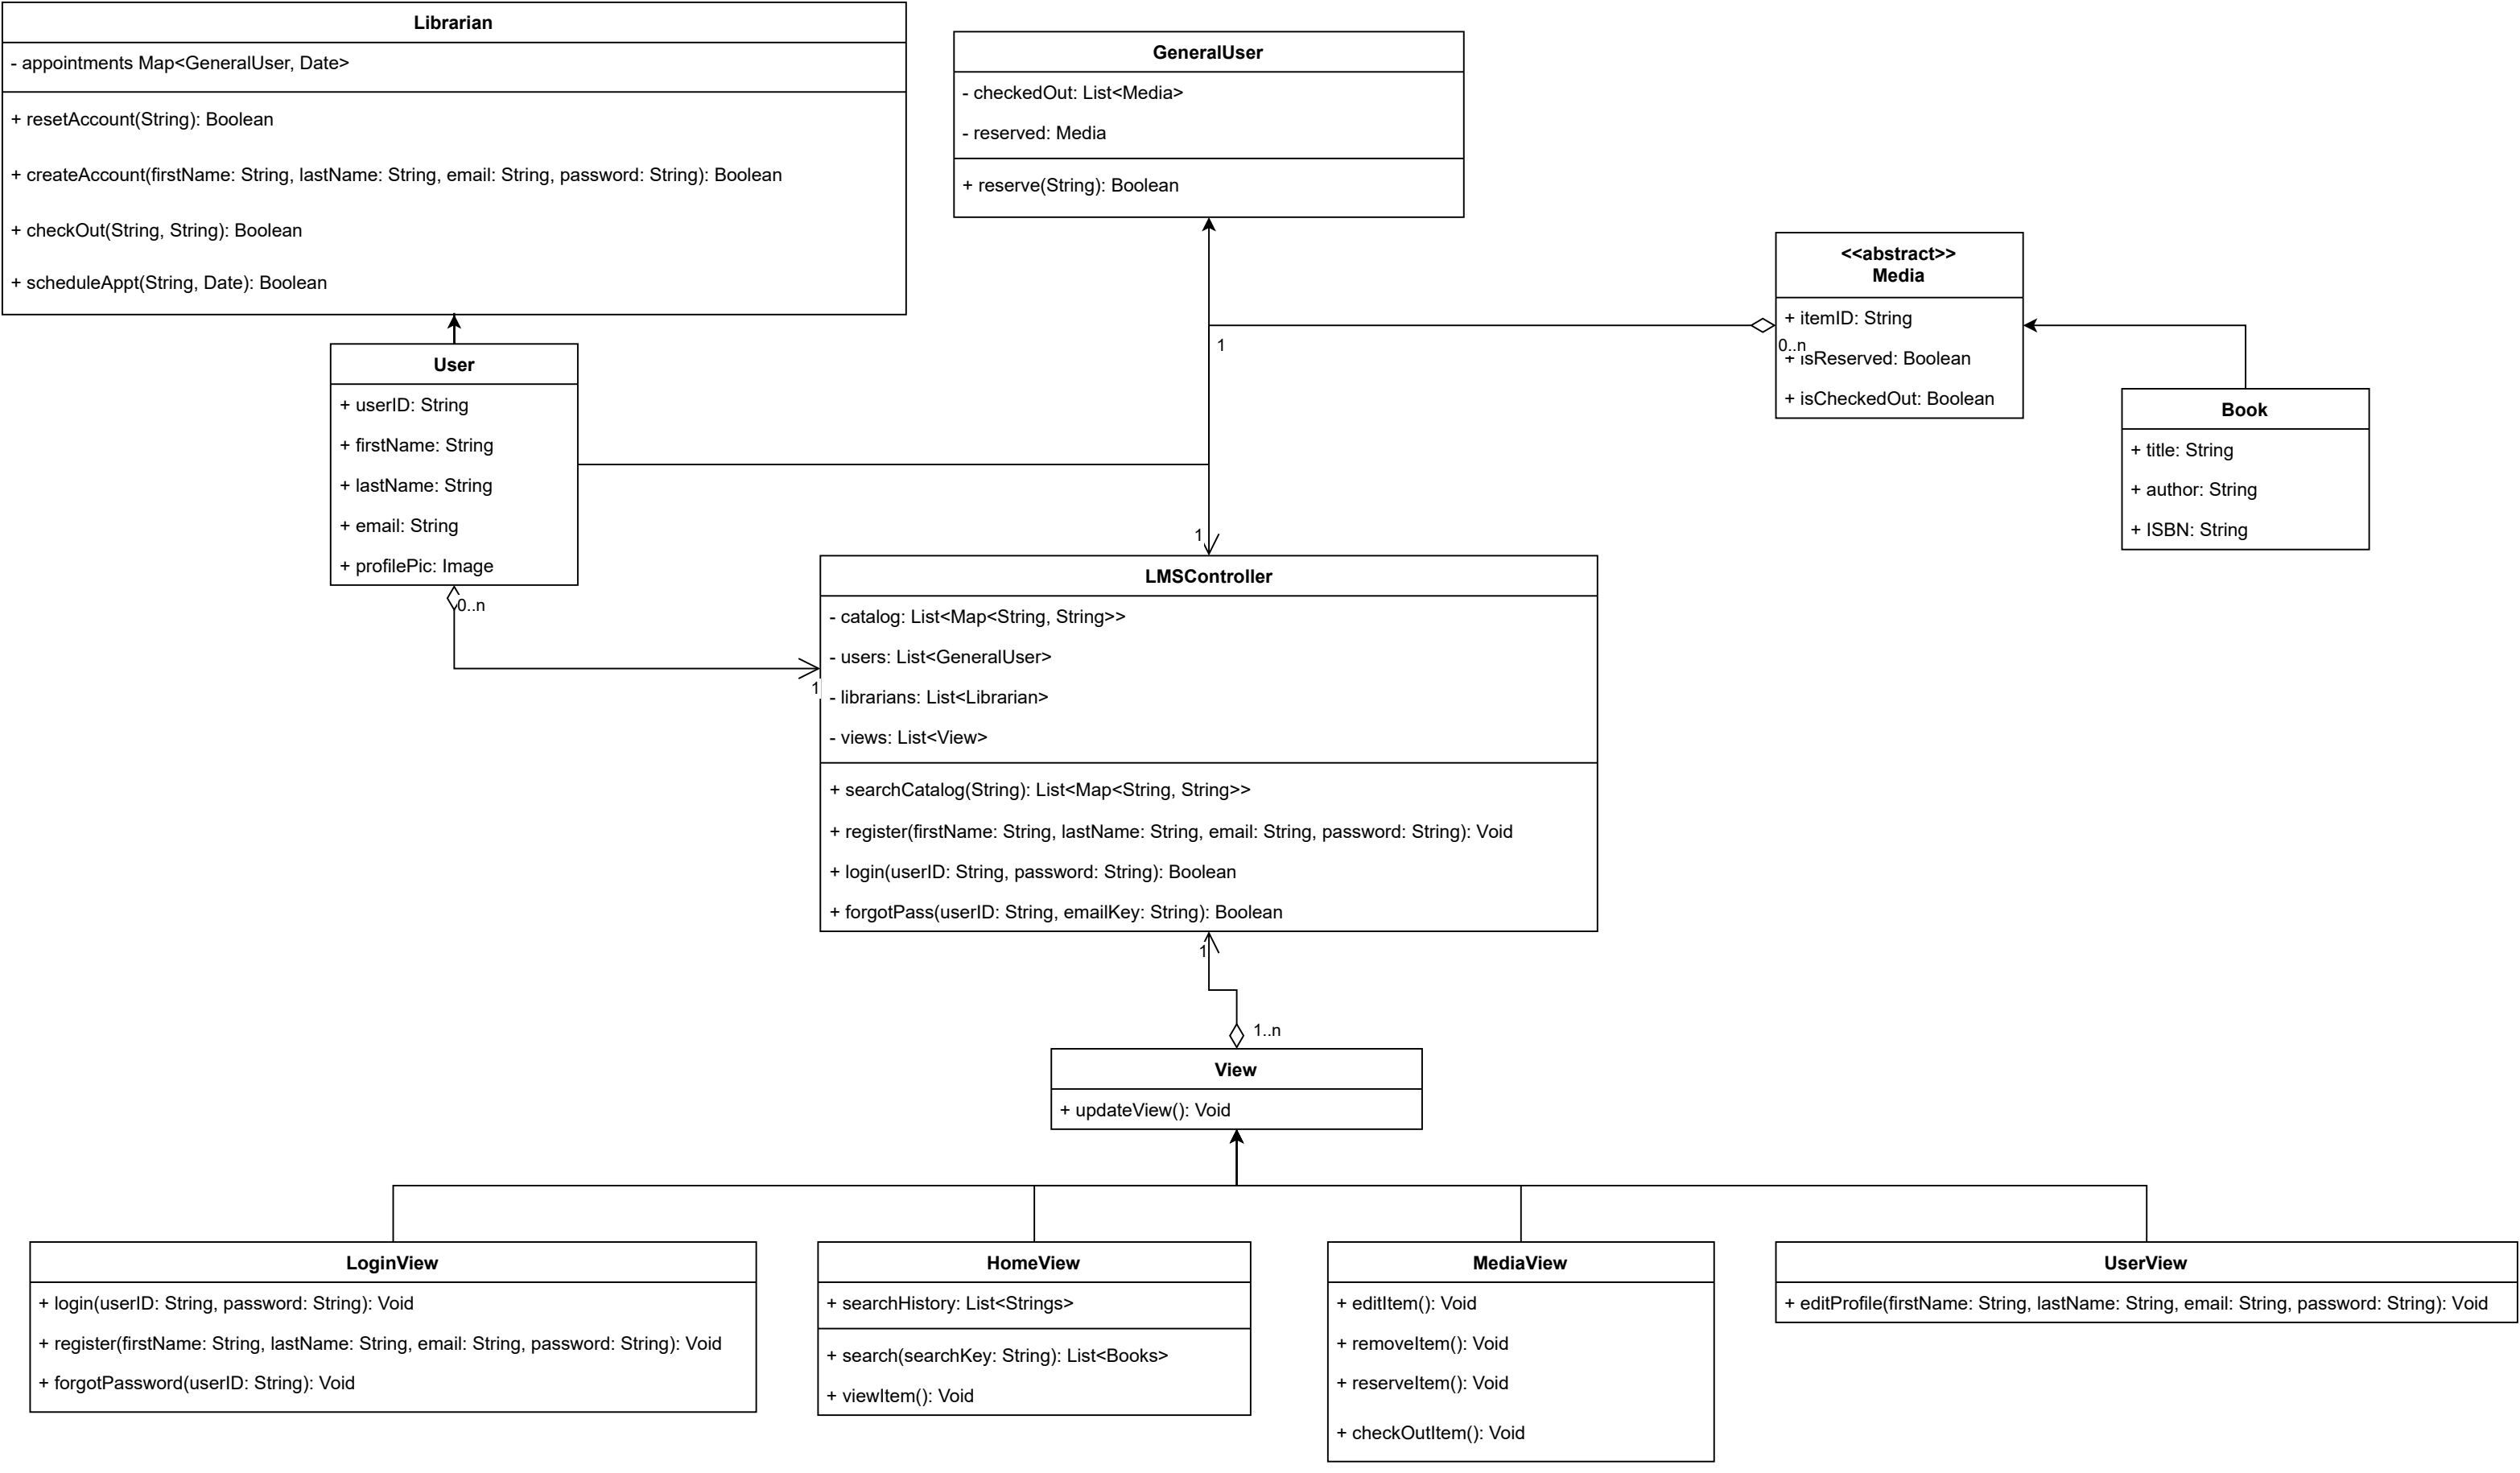 Librarian
- appointments Map<GeneralUser, Date>
+ resetAccount(String): Boolean
+ createAccount(firstName: String, lastName: String, email: String, password: String): Boolean
+ checkOut(String, String): Boolean
+ scheduleAppt(String, Date): Boolean
GeneralUser
- checkedOut: List<Media>
- reserved: Media
+ reserve(String): Boolean
<<abstract>>
Media
+ itemID: String
0..n
+ isReserved: Boolean
+ isCheckedOut: Boolean
1
Book
+ title: String
+ author: String
+ ISBN: String
User
+ userID: String
+ firstName: String
+ lastName: String
+ email: String
+ profilePic: Image
0..n
1
1
LMSController
- catalog: List<Map<String, String>>
- users: List<GeneralUser>
- librarians: List<Librarian>
- views: List<View>
+ searchCatalog(String): List<Map<String, String>>
+ register(firstName: String, lastName: String, email: String, password: String): Void
+ login(userID: String, password: String): Boolean
+ forgotPass(userID: String, emailKey: String): Boolean
1
1..n
View
+ updateView(): Void
LoginView
+ login(userID: String, password: String): Void
+ register(firstName: String, lastName: String, email: String, password: String): Void
+ forgotPassword(userID: String): Void
HomeView
+ searchHistory: List<Strings>
+ search(searchKey: String): List<Books>
+ viewItem(): Void
MediaView
+ editItem(): Void
+ removeItem(): Void
+ reserveItem(): Void
+ checkOutItem(): Void
UserView
+ editProfile(firstName: String, lastName: String, email: String, password: String): Void